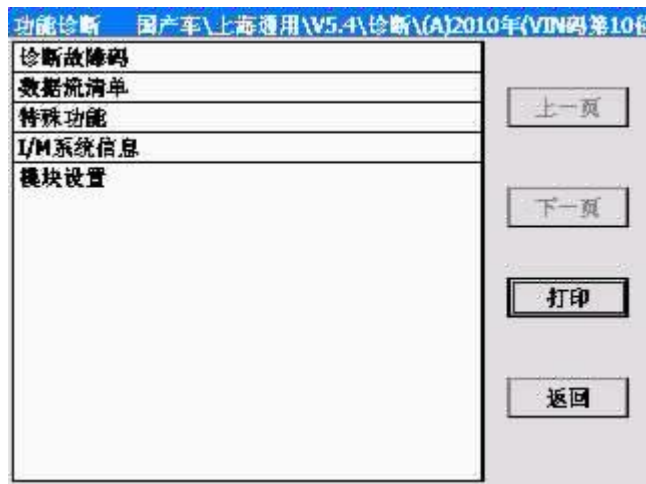 功能诊断 国产车\上海通用\V5.4\诊断\(A)2010年(VIN码第10位
诊断故障码
数据流清单
特殊功能
I/M系统信息
模块设置
上一页
下一页
打印
返回